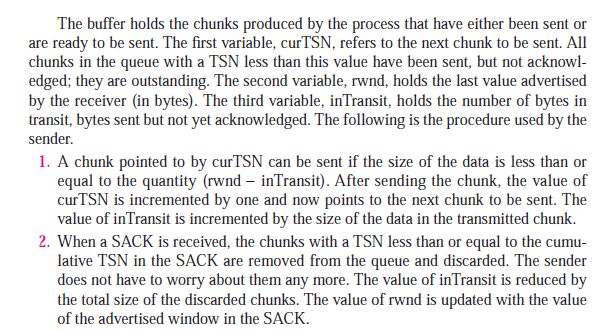 The buffer holds the chunks produced by the process that have either been sent or
are ready to be sent. The first variable, curTSN, refers to the next chunk to be sent. All
chunks in the queue with a TSN less than this value have been sent, but not acknowl-
edged; they are outstanding. The second variable, rwnd, holds the last value advertised
by the receiver (in bytes). The third variable, inTransit, holds the number of bytes in
transit, bytes sent but not yet acknowledged. The following is the procedure used by the
sender.
1. A chunk pointed to by curTSN can be sent if the size of the data is less than or
equal to the quantity (rwnd – inTransit). After sending the chunk, the value of
curTSN is incremented by one and now points to the next chunk to be sent. The
value of inTransit is incremented by the size of the data in the transmitted chunk.
2. When a SACK is received, the chunks with a TSN less than or equal to the cumu-
lative TSN in the SACK are removed from the queue and discarded. The sender
does not have to worry about them any more. The value of inTransit is reduced by
the total size of the discarded chunks. The value of rwnd is updated with the value
of the advertised window in the SACK.